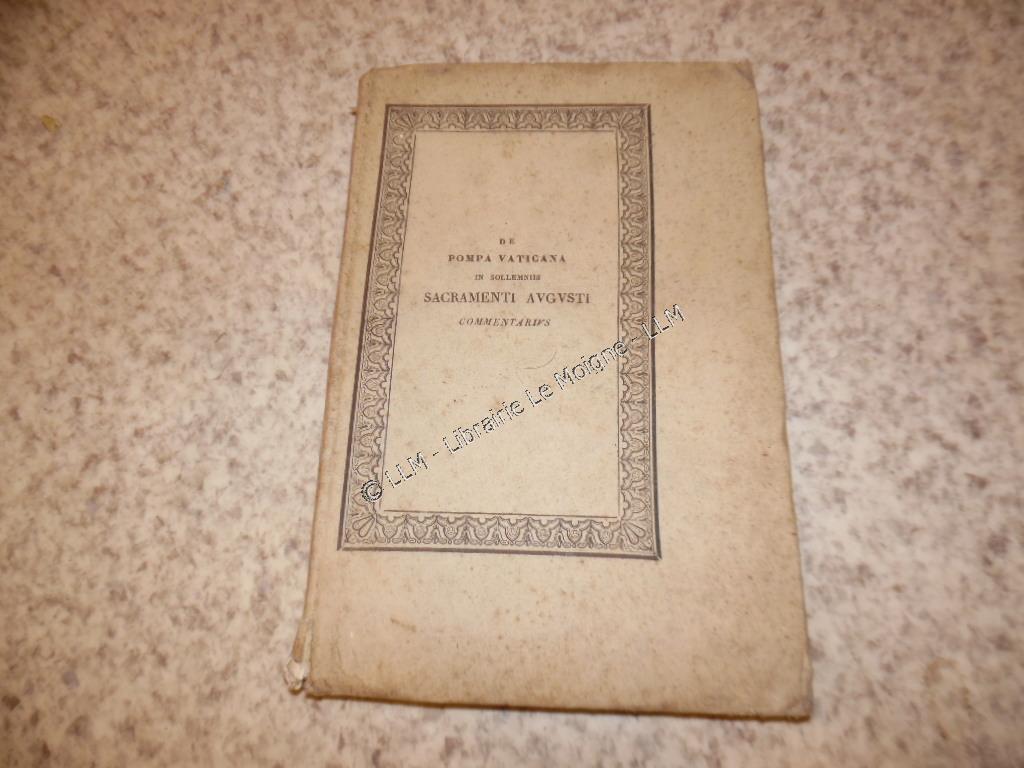 DE
POMPA VATICANA
IN SOLLEMNIIS
SACRAMENTI AVGVSTI
COMMENTARIVS
© LLM - Librairie Le Moigne - LLM